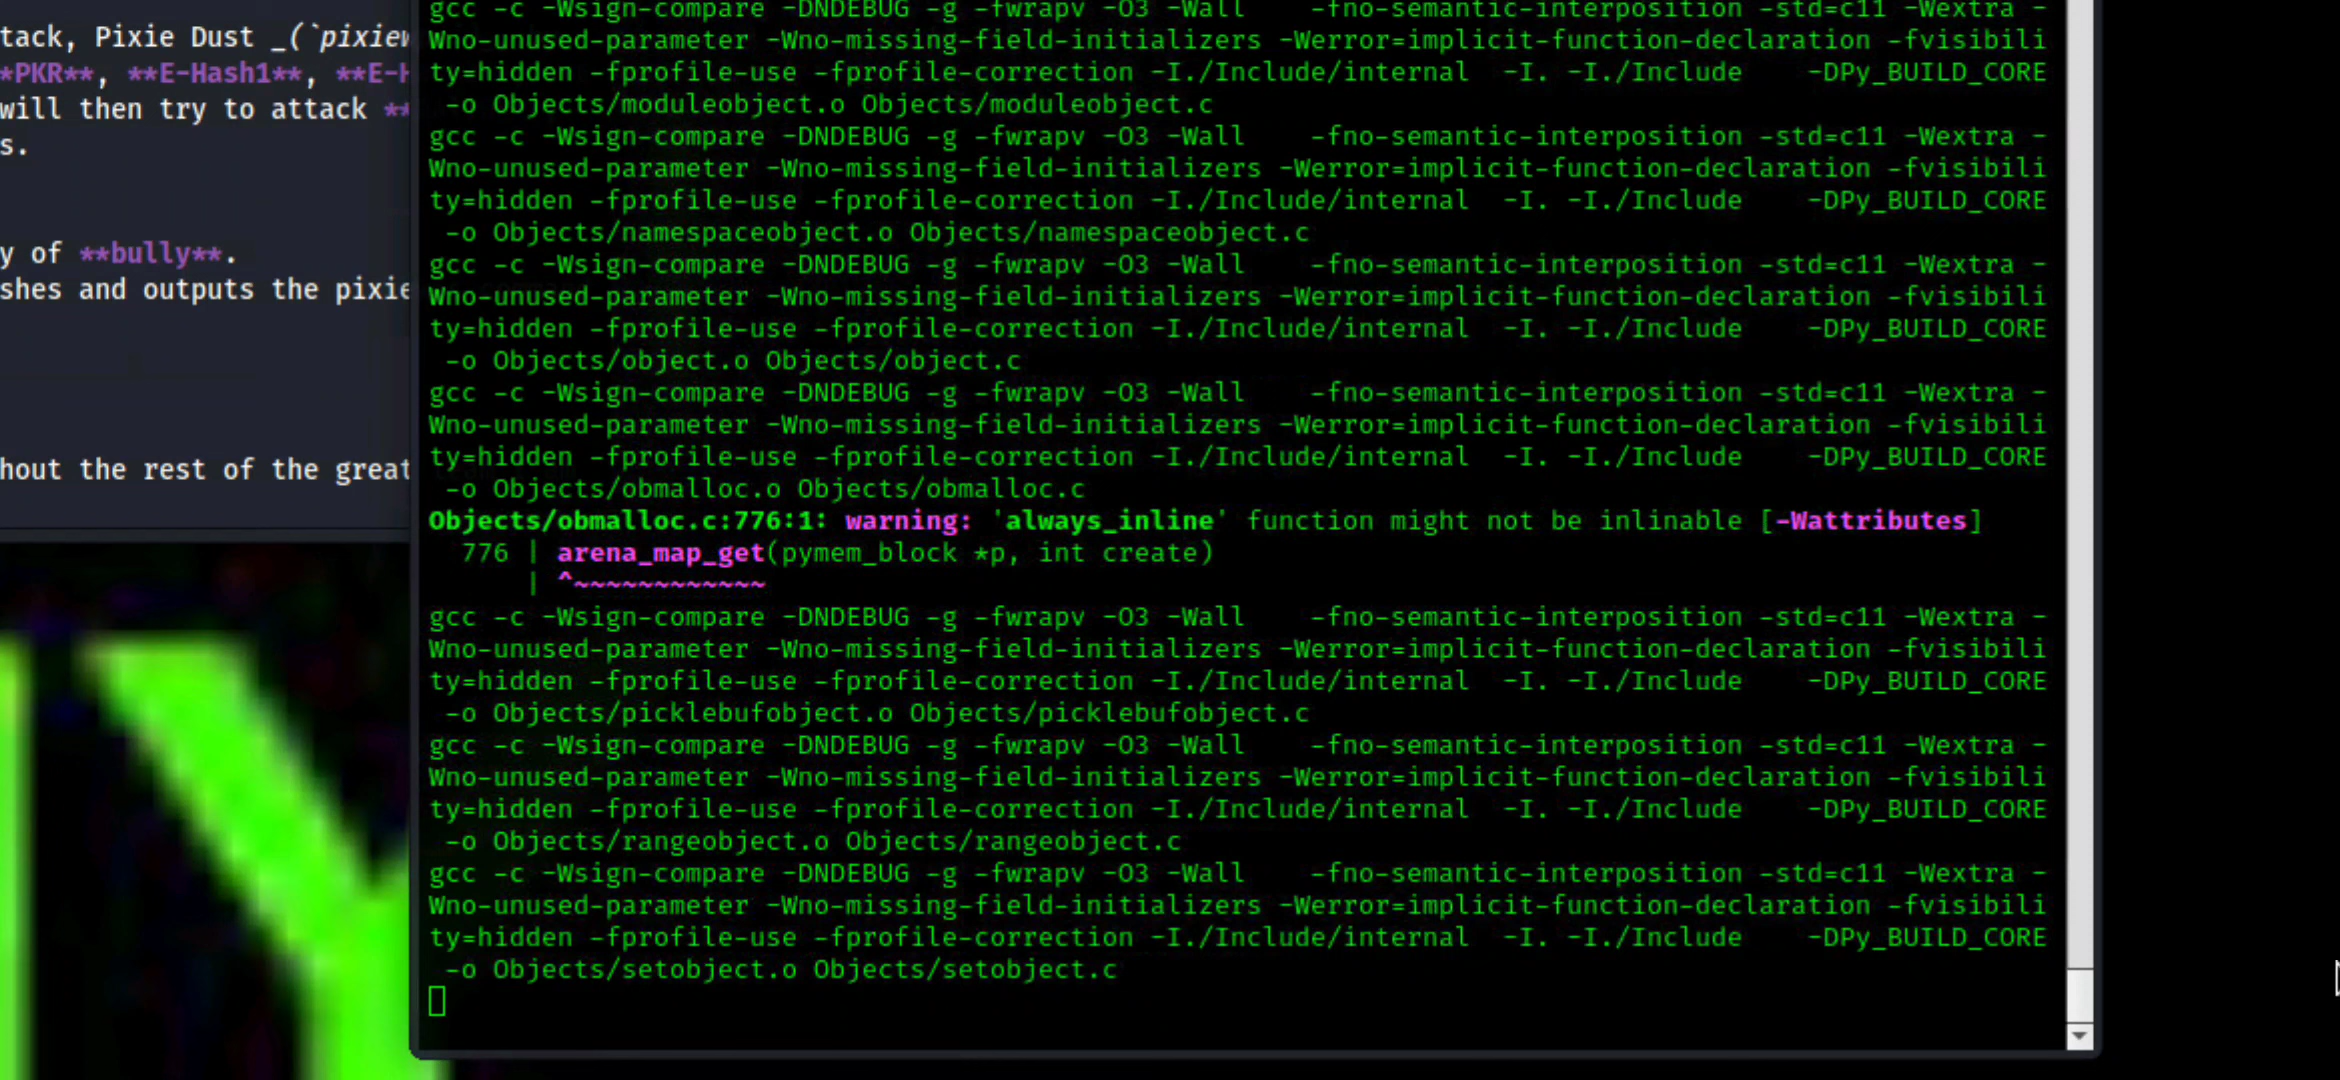 tack, Pixie Dust _(`pixiew
*PKR**, **E-Hash1**, **E-H
will then try to attack **
s.
y of **bully**.
shes and outputs the pixie
hout the rest of the great
gcc -c -Wsign-compare -DNDEBUG -g -fwrapv -O3 -Wall    -fno-semantic-interposition -std=c11 -Wextra -
Wno-unused-parameter -Wno-missing-field-initializers -Werror=implicit-function-declaration -fvisibili
ty=hidden -fprofile-use -fprofile-correction -I./Include/internal  -I. -I./Include    -DPy_BUILD_CORE
 -o Objects/moduleobject.o Objects/moduleobject.c
gcc -c -Wsign-compare -DNDEBUG -g -fwrapv -O3 -Wall    -fno-semantic-interposition -std=c11 -Wextra -
Wno-unused-parameter -Wno-missing-field-initializers -Werror=implicit-function-declaration -fvisibili
ty=hidden -fprofile-use -fprofile-correction -I./Include/internal  -I. -I./Include    -DPy_BUILD_CORE
 -o Objects/namespaceobject.o Objects/namespaceobject.c
gcc -c -Wsign-compare -DNDEBUG -g -fwrapv -O3 -Wall    -fno-semantic-interposition -std=c11 -Wextra -
Wno-unused-parameter -Wno-missing-field-initializers -Werror=implicit-function-declaration -fvisibili
ty=hidden -fprofile-use -fprofile-correction -I./Include/internal  -I. -I./Include    -DPy_BUILD_CORE
 -o Objects/object.o Objects/object.c
gcc -c -Wsign-compare -DNDEBUG -g -fwrapv -O3 -Wall    -fno-semantic-interposition -std=c11 -Wextra -
Wno-unused-parameter -Wno-missing-field-initializers -Werror=implicit-function-declaration -fvisibili
ty=hidden -fprofile-use -fprofile-correction -I./Include/internal  -I. -I./Include    -DPy_BUILD_CORE
 -o Objects/obmalloc.o Objects/obmalloc.c
Objects/obmalloc.c:776:1: warning: 'always_inline' function might not be inlinable [-Wattributes]
  776 | arena_map_get(pymem_block *p, int create)
      | ^~~~~~~~~~~~~
gcc -c -Wsign-compare -DNDEBUG -g -fwrapv -O3 -Wall    -fno-semantic-interposition -std=c11 -Wextra -
Wno-unused-parameter -Wno-missing-field-initializers -Werror=implicit-function-declaration -fvisibili
ty=hidden -fprofile-use -fprofile-correction -I./Include/internal  -I. -I./Include    -DPy_BUILD_CORE
 -o Objects/picklebufobject.o Objects/picklebufobject.c
gcc -c -Wsign-compare -DNDEBUG -g -fwrapv -O3 -Wall    -fno-semantic-interposition -std=c11 -Wextra -
Wno-unused-parameter -Wno-missing-field-initializers -Werror=implicit-function-declaration -fvisibili
ty=hidden -fprofile-use -fprofile-correction -I./Include/internal  -I. -I./Include    -DPy_BUILD_CORE
 -o Objects/rangeobject.o Objects/rangeobject.c
gcc -c -Wsign-compare -DNDEBUG -g -fwrapv -O3 -Wall    -fno-semantic-interposition -std=c11 -Wextra -
Wno-unused-parameter -Wno-missing-field-initializers -Werror=implicit-function-declaration -fvisibili
ty=hidden -fprofile-use -fprofile-correction -I./Include/internal  -I. -I./Include    -DPy_BUILD_CORE
 -o Objects/setobject.o Objects/setobject.c